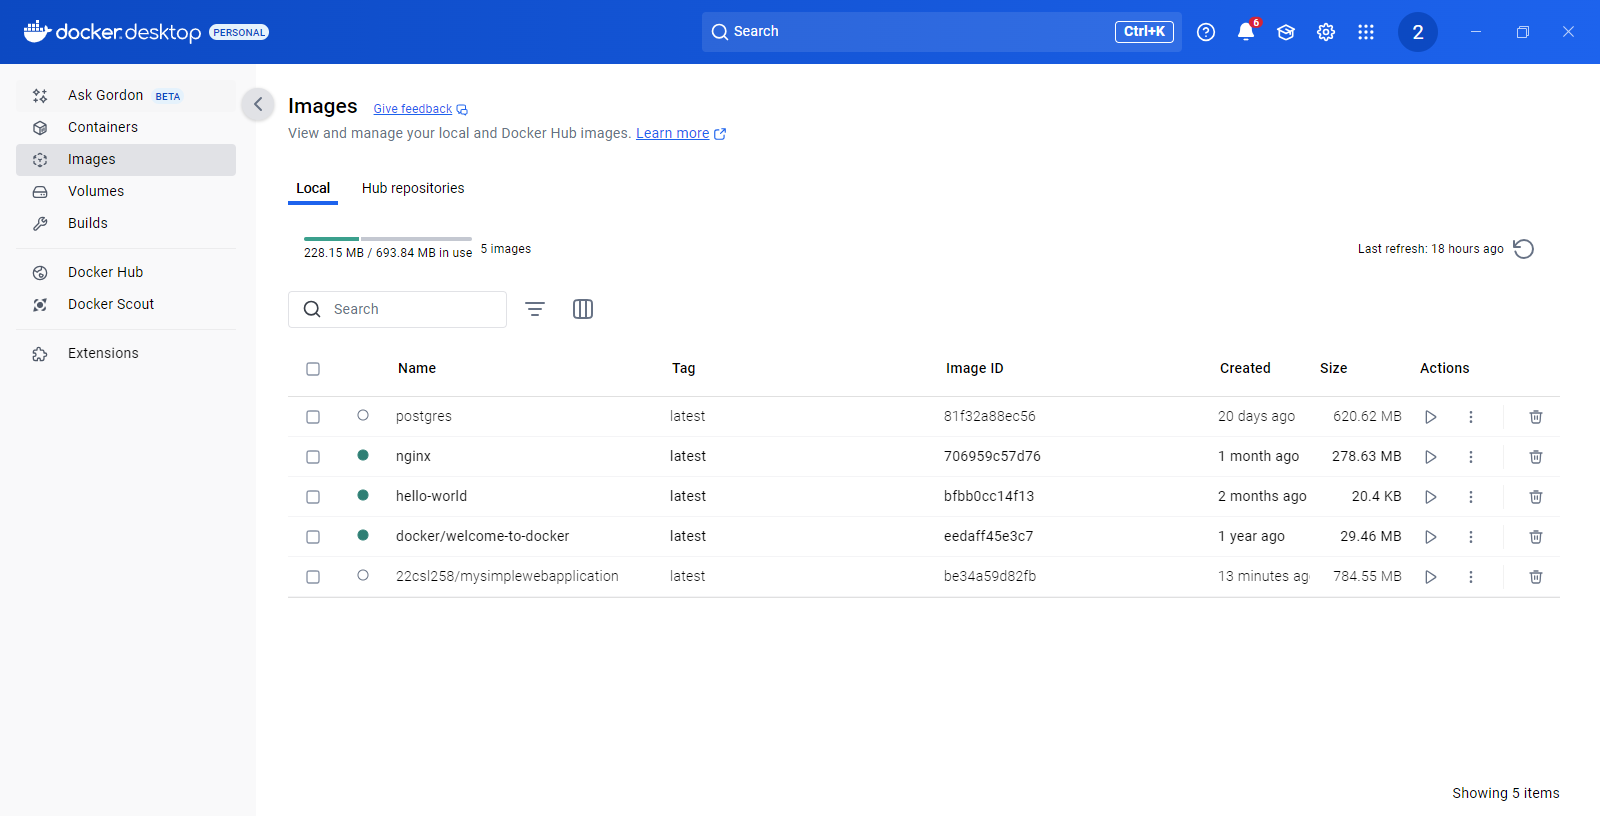 docker.desktop PERSONAL
Search Ctrl+K 6 2
Ask Gordon BETA
Containers
Images
Volumes
Builds
Docker Hub
Docker Scout
Extensions
Images Give feedback
View and manage your local and Docker Hub images. Learn more
Local Hub repositories
228.15 MB / 693.84 MB in use 5 images Last refresh: 18 hours ago
Search
Name Tag Image ID Created Size Actions
postgres latest 81f32a88ec56 20 days ago 620.62 MB
nginx latest 706959c57d76 1 month ago 278.63 MB
hello-world latest bfbb0cc14f13 2 months ago 20.4 KB
docker/welcome-to-docker latest eedaff45e3c7 1 year ago 29.46 MB
22csl258/mysimplewebapplication latest be34a59d82fb 13 minutes ag 784.55 MB
Showing 5 items